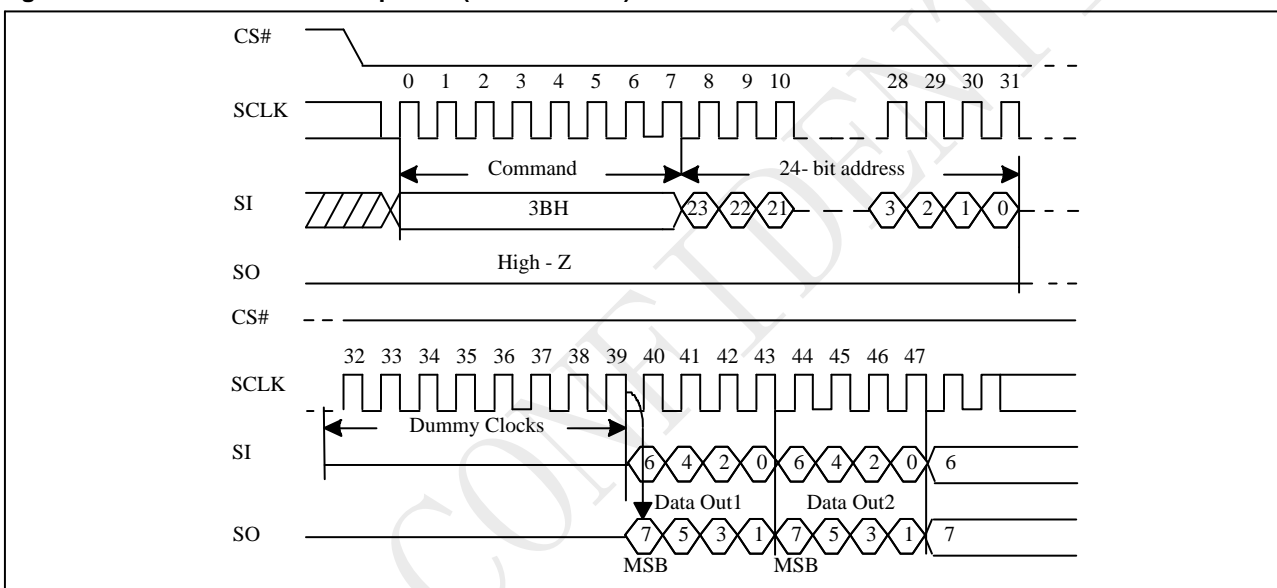 CS#
0 1 2 3 4 5 6 7 8 9 10 28 29 30 31
SCLK
Command 24- bit address
SI 3BH 23 22 21 3 2 1 0
High - Z
SO
CS#
32 33 34 35 36 37 38 39 40 41 42 43 44 45 46 47
SCLK
Dummy Clocks
SI 6 4 2 0 6 4 2 0 6
Data Out1 Data Out2
SO 7 5 3 1 7 5 3 1 7
MSB MSB
CONFIDENT